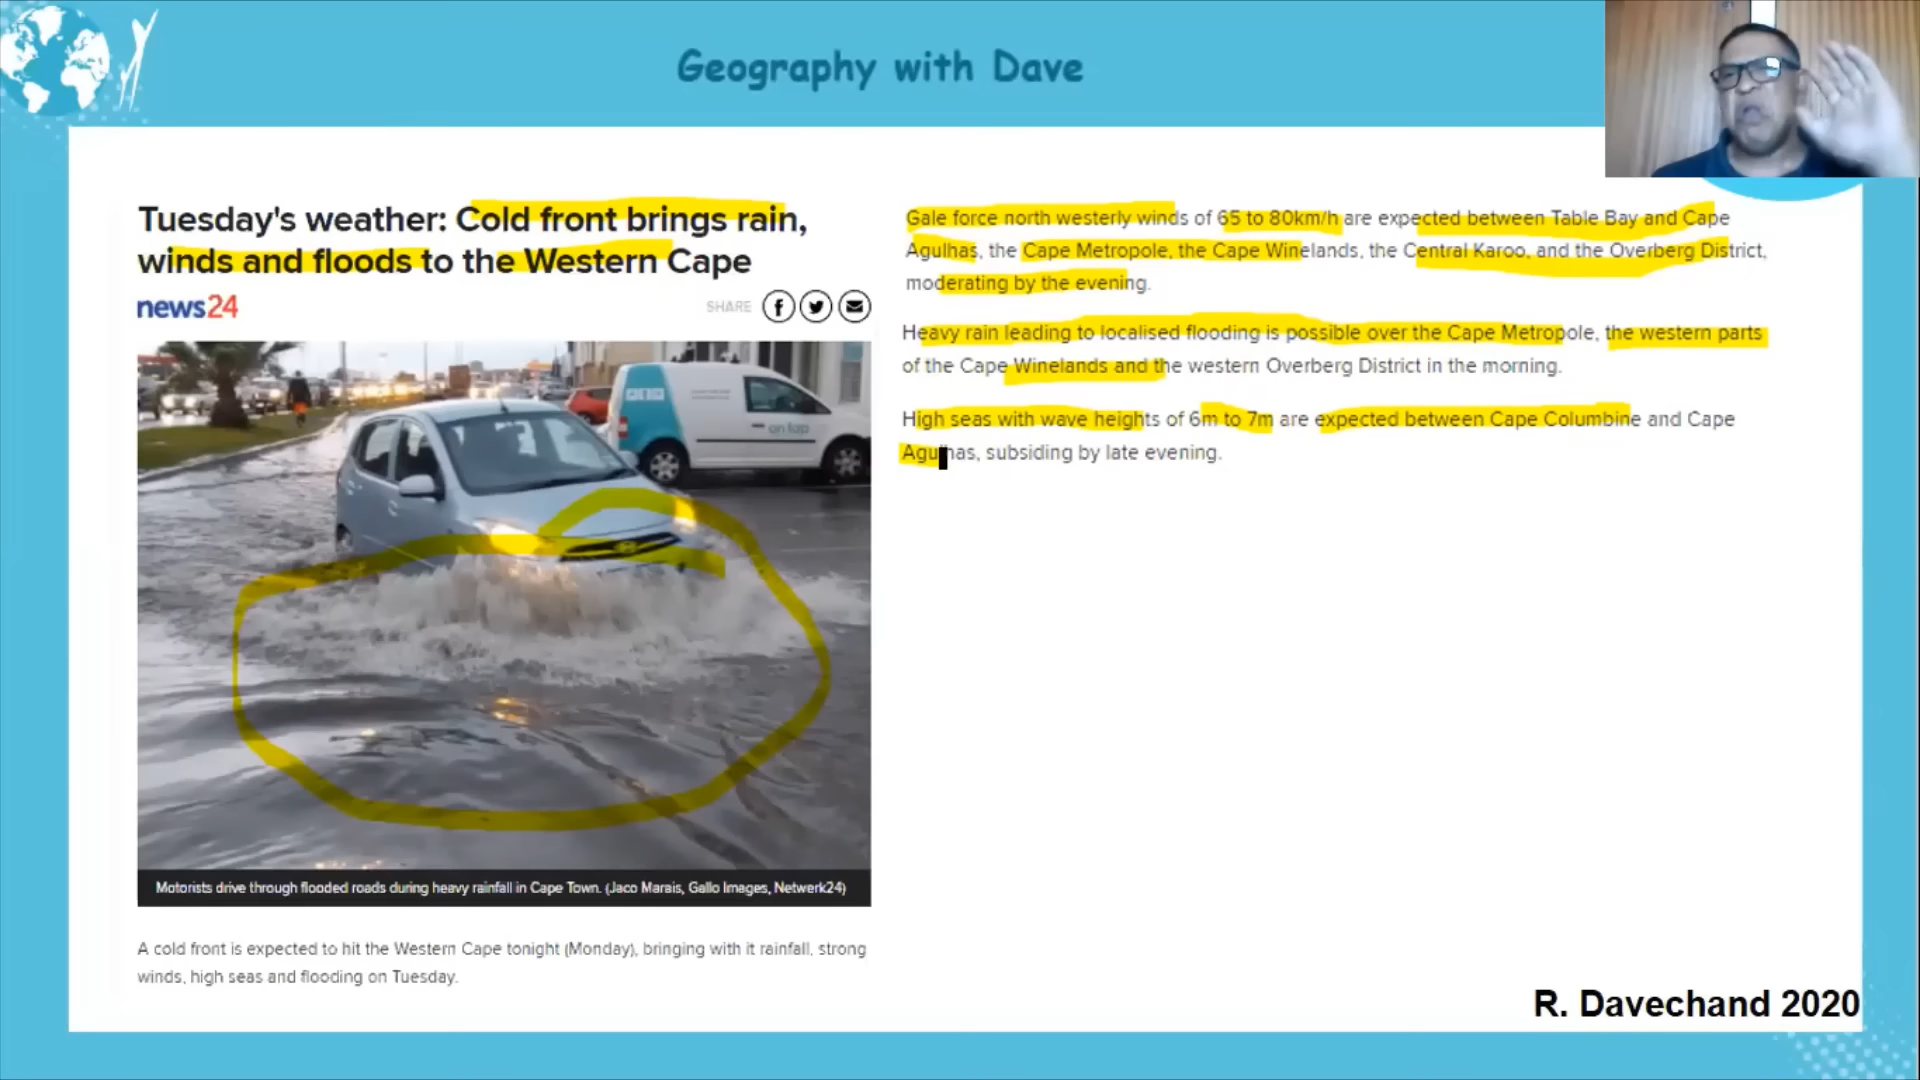 Geography with Dave
Tuesday's weather: Cold front brings rain,
winds and floods to the Western Cape
news24
SHARE
Motorists drive through flooded roads during heavy rainfall in Cape Town. (Jaco Marais, Gallo Images, Netwerk24)
A cold front is expected to hit the Western Cape tonight (Monday), bringing with it rainfall, strong
winds, high seas and flooding on Tuesday.
Gale force north westerly winds of 65 to 80km/h are expected between Table Bay and Cape
Agulhas, the Cape Metropole, the Cape Winelands, the Central Karoo, and the Overberg District,
moderating by the evening.
Heavy rain leading to localised flooding is possible over the Cape Metropole, the western parts
of the Cape Winelands and the western Overberg District in the morning.
High seas with wave heights of 6m to 7m are expected between Cape Columbine and Cape
Agulhas, subsiding by late evening.
R. Davechand 2020